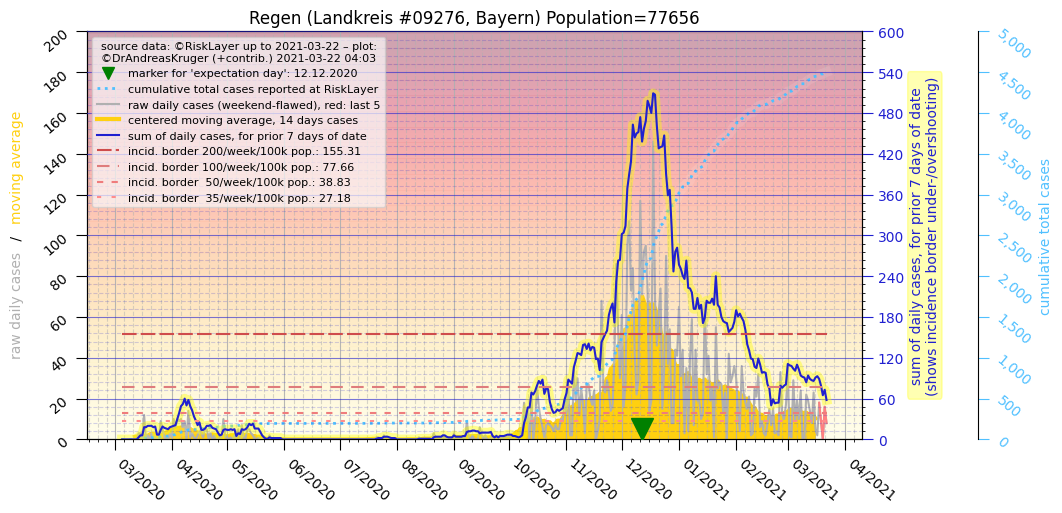 Regen (Landkreis #09276, Bayern) Population=77656
source data: ©RiskLayer up to 2021-03-22 – plot:
©DrAndreasKruger (+contrib.) 2021-03-22 04:03
marker for 'expectation day': 12.12.2020
cumulative total cases reported at RiskLayer
raw daily cases (weekend-flawed), red: last 5
centered moving average, 14 days cases
sum of daily cases, for prior 7 days of date
incid. border 200/week/100k pop.: 155.31
incid. border 100/week/100k pop.: 77.66
incid. border  50/week/100k pop.: 38.83
incid. border  35/week/100k pop.: 27.18
raw daily cases / moving average
200
180
160
140
120
100
80
60
40
20
0
03/2020
04/2020
05/2020
06/2020
07/2020
08/2020
09/2020
10/2020
11/2020
12/2020
01/2021
02/2021
03/2021
04/2021
600
540
480
420
360
300
240
180
120
60
0
sum of daily cases, for prior 7 days of date
(shows incidence border under-/overshooting)
5,000
4,500
4,000
3,500
3,000
2,500
2,000
1,500
1,000
500
0
cumulative total cases